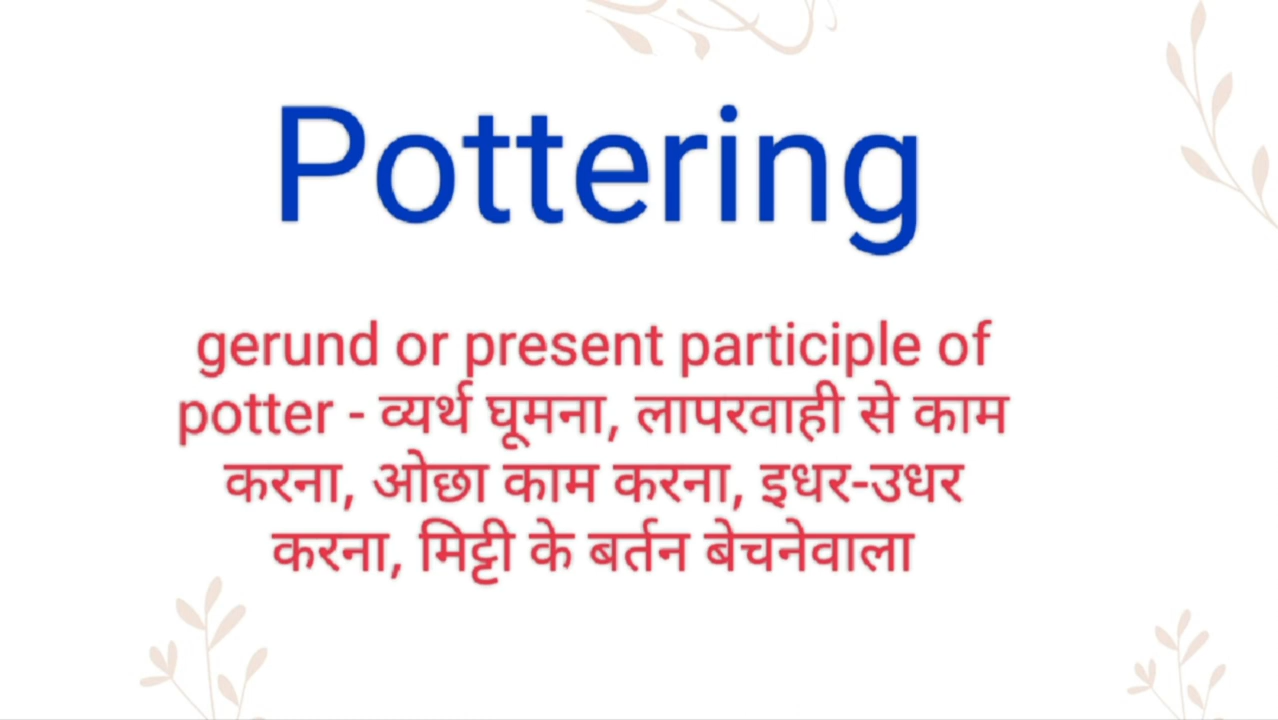 Pottering
gerund or present participle of
potter - व्यर्थ घूमना, लापरवाही से काम
करना, ओछा काम करना, इधर-उधर
करना, मिट्टी के बर्तन बेचनेवाला